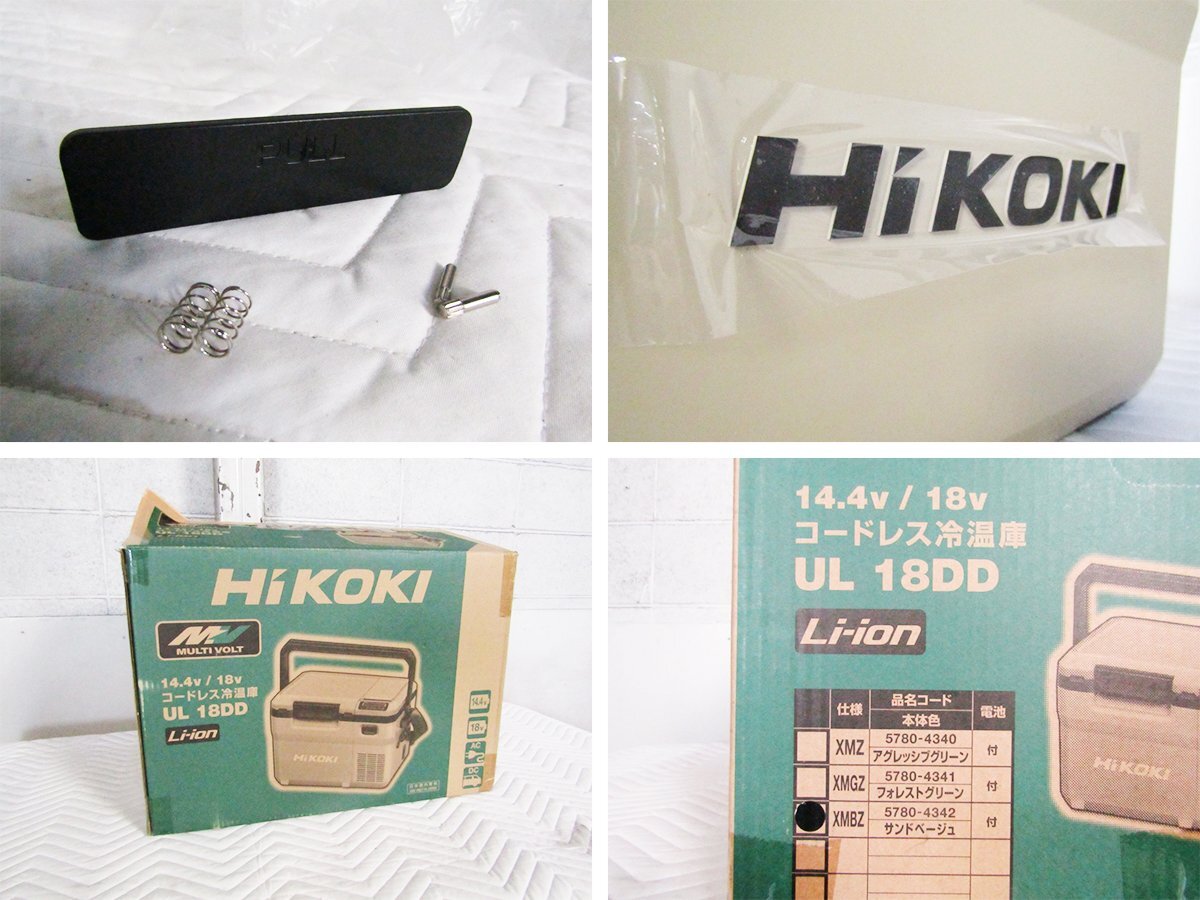 PULL
HiKOKI
HiKOKI
MV
MULTI VOLT
14.4v / 18v
コードレス冷温庫
UL 18DD
Li-ion
14.4v
18v
AC
DC
HiKOKI
14.4v / 18v
コードレス冷温庫
UL 18DD
Li-ion
仕様 品名コード 電池
本体色
XMZ 5780-4340 付
アグレッシブグリーン
XMGZ 5780-4341 付
フォレストグリーン
XMBZ 5780-4342 付
サンドベージュ
HiKOKI